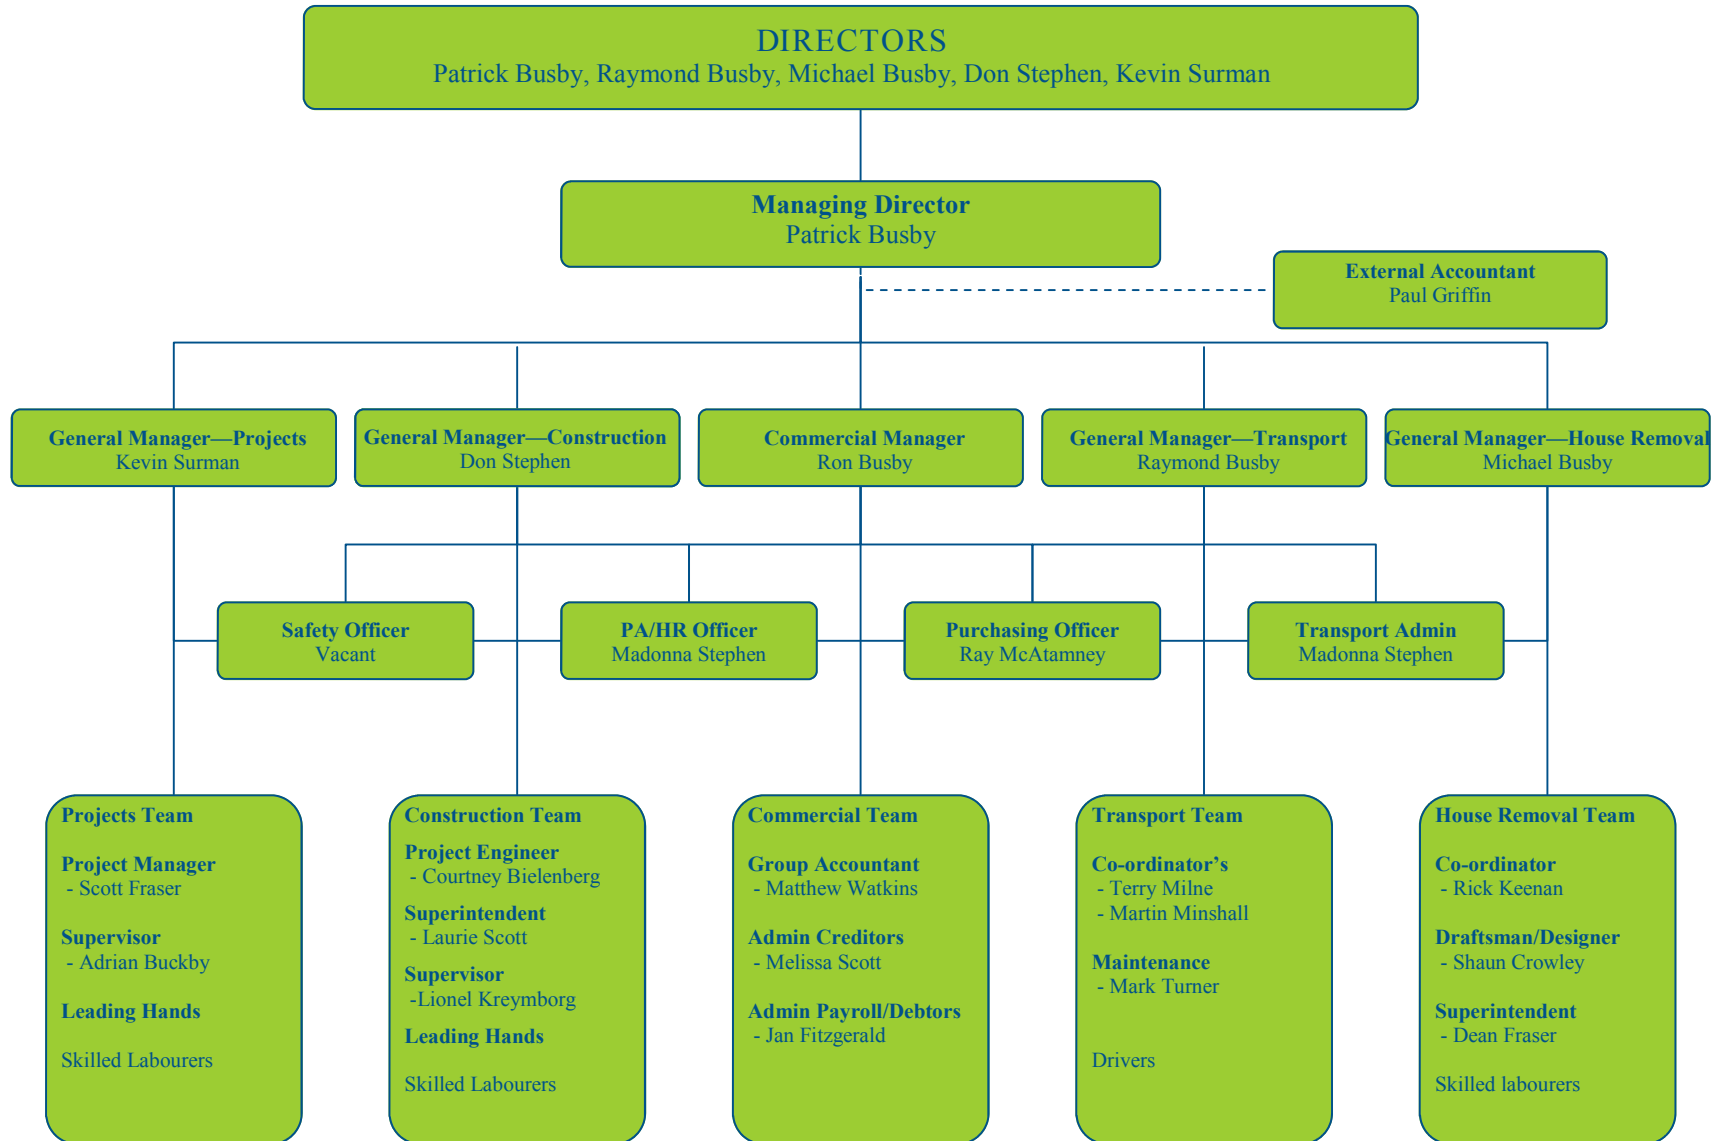 DIRECTORS
Patrick Busby, Raymond Busby, Michael Busby, Don Stephen, Kevin Surman
Managing Director
Patrick Busby
External Accountant
Paul Griffin
General Manager—Projects
Kevin Surman
General Manager—Construction
Don Stephen
Commercial Manager
Ron Busby
General Manager—Transport
Raymond Busby
General Manager—House Removal
Michael Busby
Safety Officer
Vacant
PA/HR Officer
Madonna Stephen
Purchasing Officer
Ray McAtamney
Transport Admin
Madonna Stephen
Projects Team
Project Manager
- Scott Fraser
Supervisor
- Adrian Buckby
Leading Hands
Skilled Labourers
Construction Team
Project Engineer
- Courtney Bielenberg
Superintendent
- Laurie Scott
Supervisor
-Lionel Kreymborg
Leading Hands
Skilled Labourers
Commercial Team
Group Accountant
- Matthew Watkins
Admin Creditors
- Melissa Scott
Admin Payroll/Debtors
- Jan Fitzgerald
Transport Team
Co-ordinator’s
- Terry Milne
- Martin Minshall
Maintenance
- Mark Turner
Drivers
House Removal Team
Co-ordinator
- Rick Keenan
Draftsman/Designer
- Shaun Crowley
Superintendent
- Dean Fraser
Skilled labourers